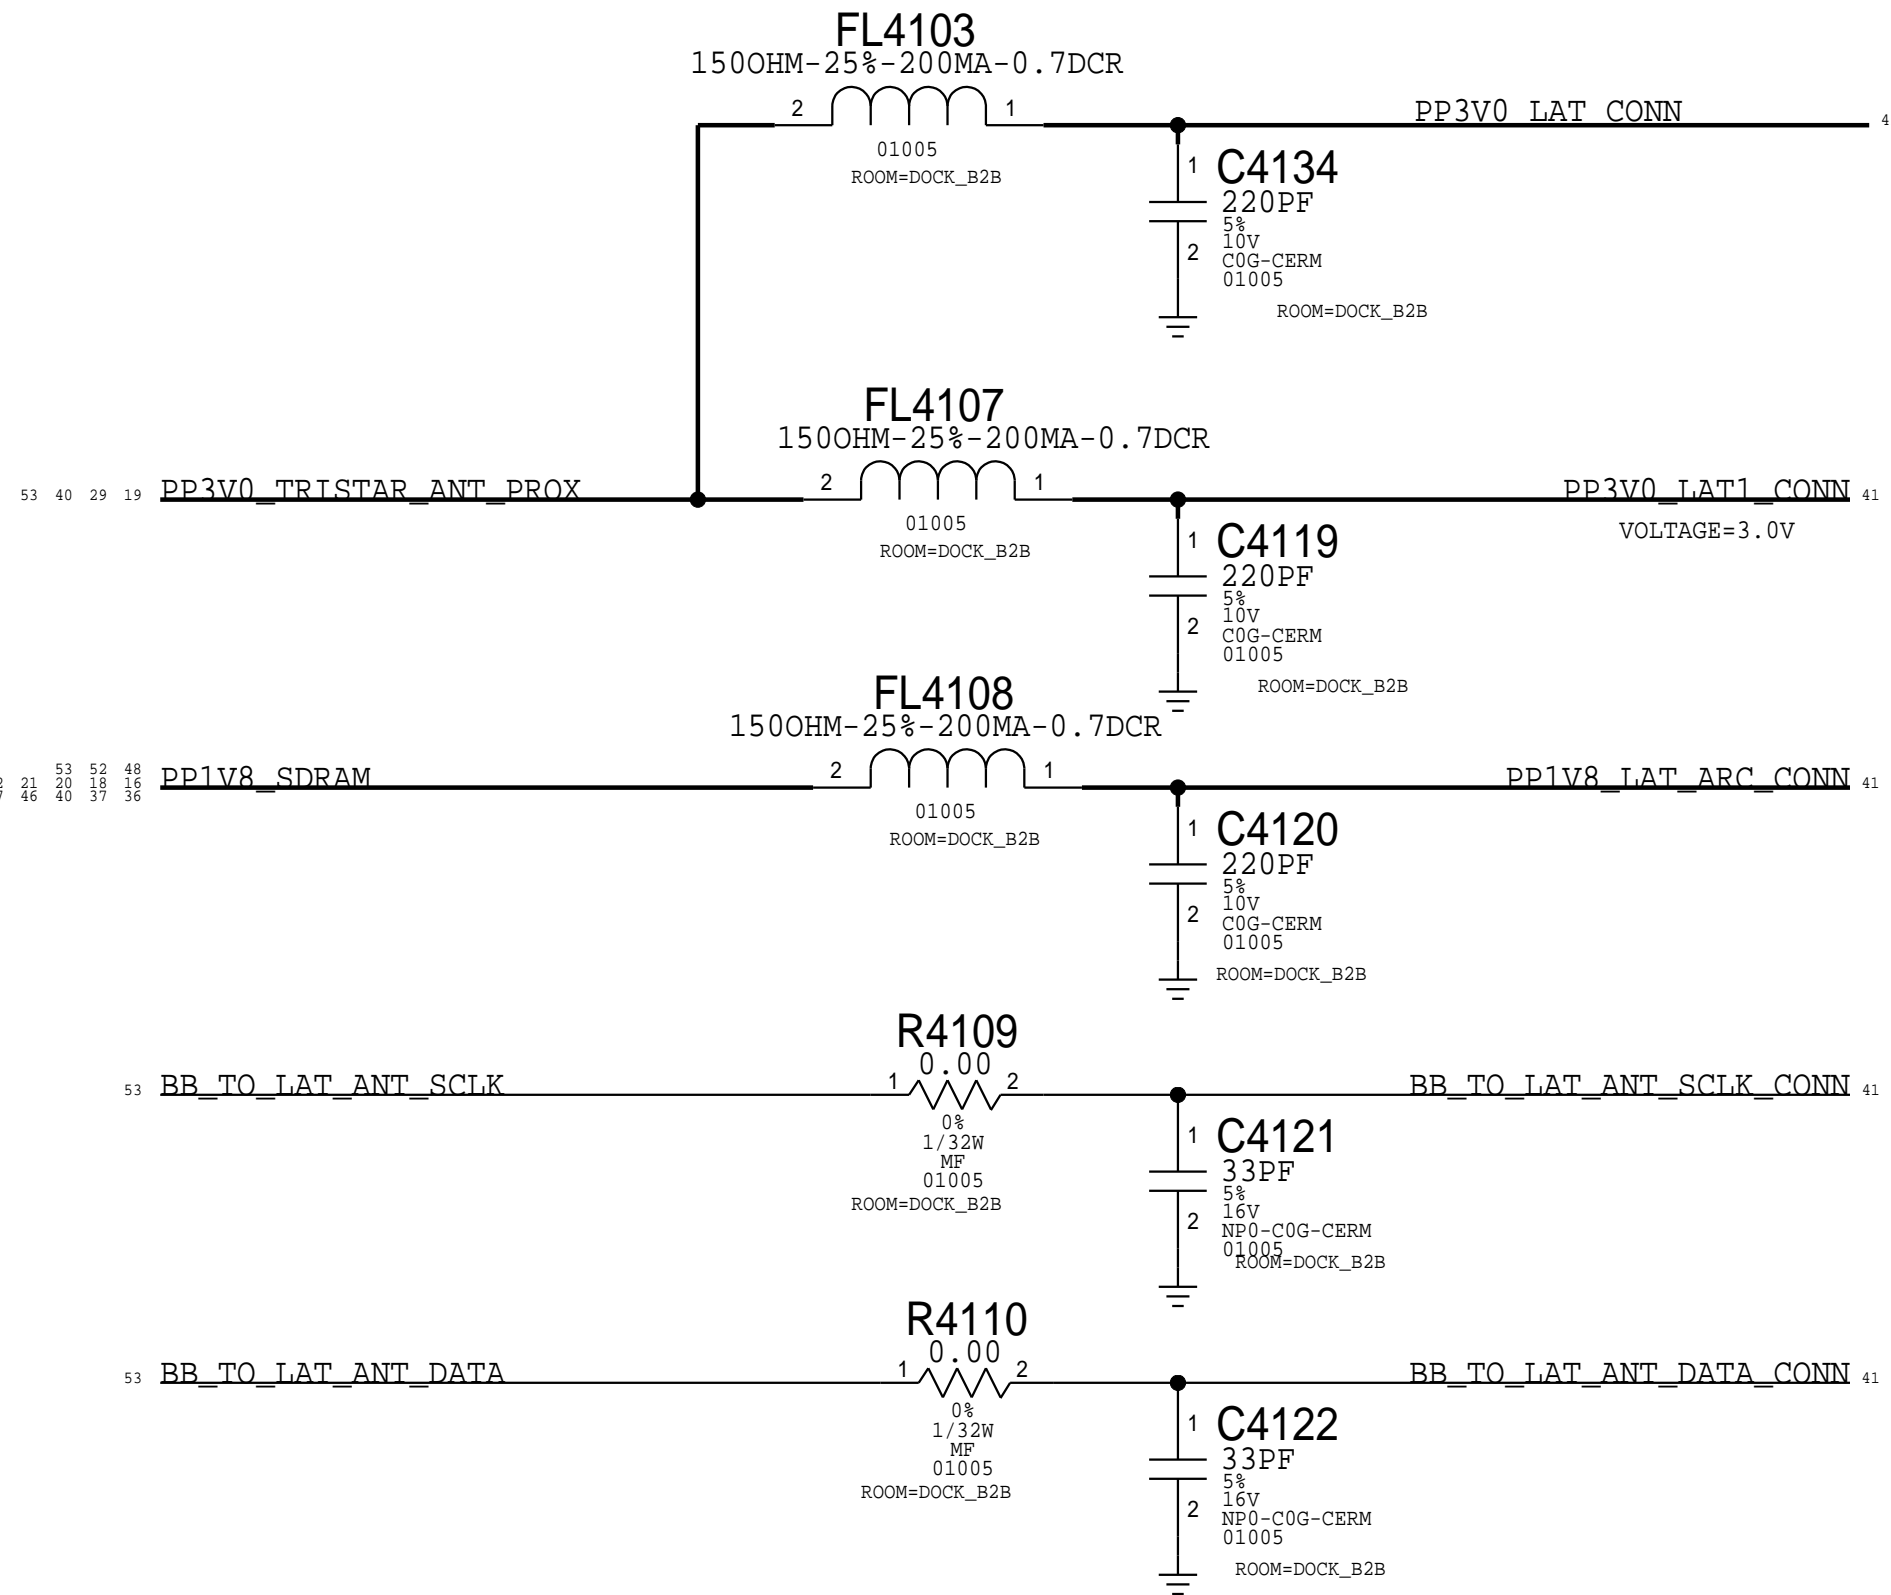 FL4103
150OHM-25%-200MA-0.7DCR
2 1
01005
ROOM=DOCK_B2B
PP3V0_LAT_CONN 4
1 C4134
220PF
5%
10V
2 C0G-CERM
01005
ROOM=DOCK_B2B
FL4107
150OHM-25%-200MA-0.7DCR
53 40 29 19 PP3V0_TRISTAR_ANT_PROX 2 1 PP3V0_LAT1_CONN 41
01005
ROOM=DOCK_B2B
VOLTAGE=3.0V
1 C4119
220PF
5%
10V
2 C0G-CERM
01005
ROOM=DOCK_B2B
FL4108
150OHM-25%-200MA-0.7DCR
53 52 48
21 20 18 16
46 40 37 36
PP1V8_SDRAM 2 1 PP1V8_LAT_ARC_CONN 41
01005
ROOM=DOCK_B2B
1 C4120
220PF
5%
10V
2 C0G-CERM
01005
ROOM=DOCK_B2B
R4109
0.00
53 BB_TO_LAT_ANT_SCLK 1 2 BB_TO_LAT_ANT_SCLK_CONN 41
0%
1/32W
MF
01005
ROOM=DOCK_B2B
1 C4121
33PF
5%
16V
2 NP0-C0G-CERM
01005
ROOM=DOCK_B2B
R4110
0.00
53 BB_TO_LAT_ANT_DATA 1 2 BB_TO_LAT_ANT_DATA_CONN 41
0%
1/32W
MF
01005
ROOM=DOCK_B2B
1 C4122
33PF
5%
16V
2 NP0-C0G-CERM
01005
ROOM=DOCK_B2B